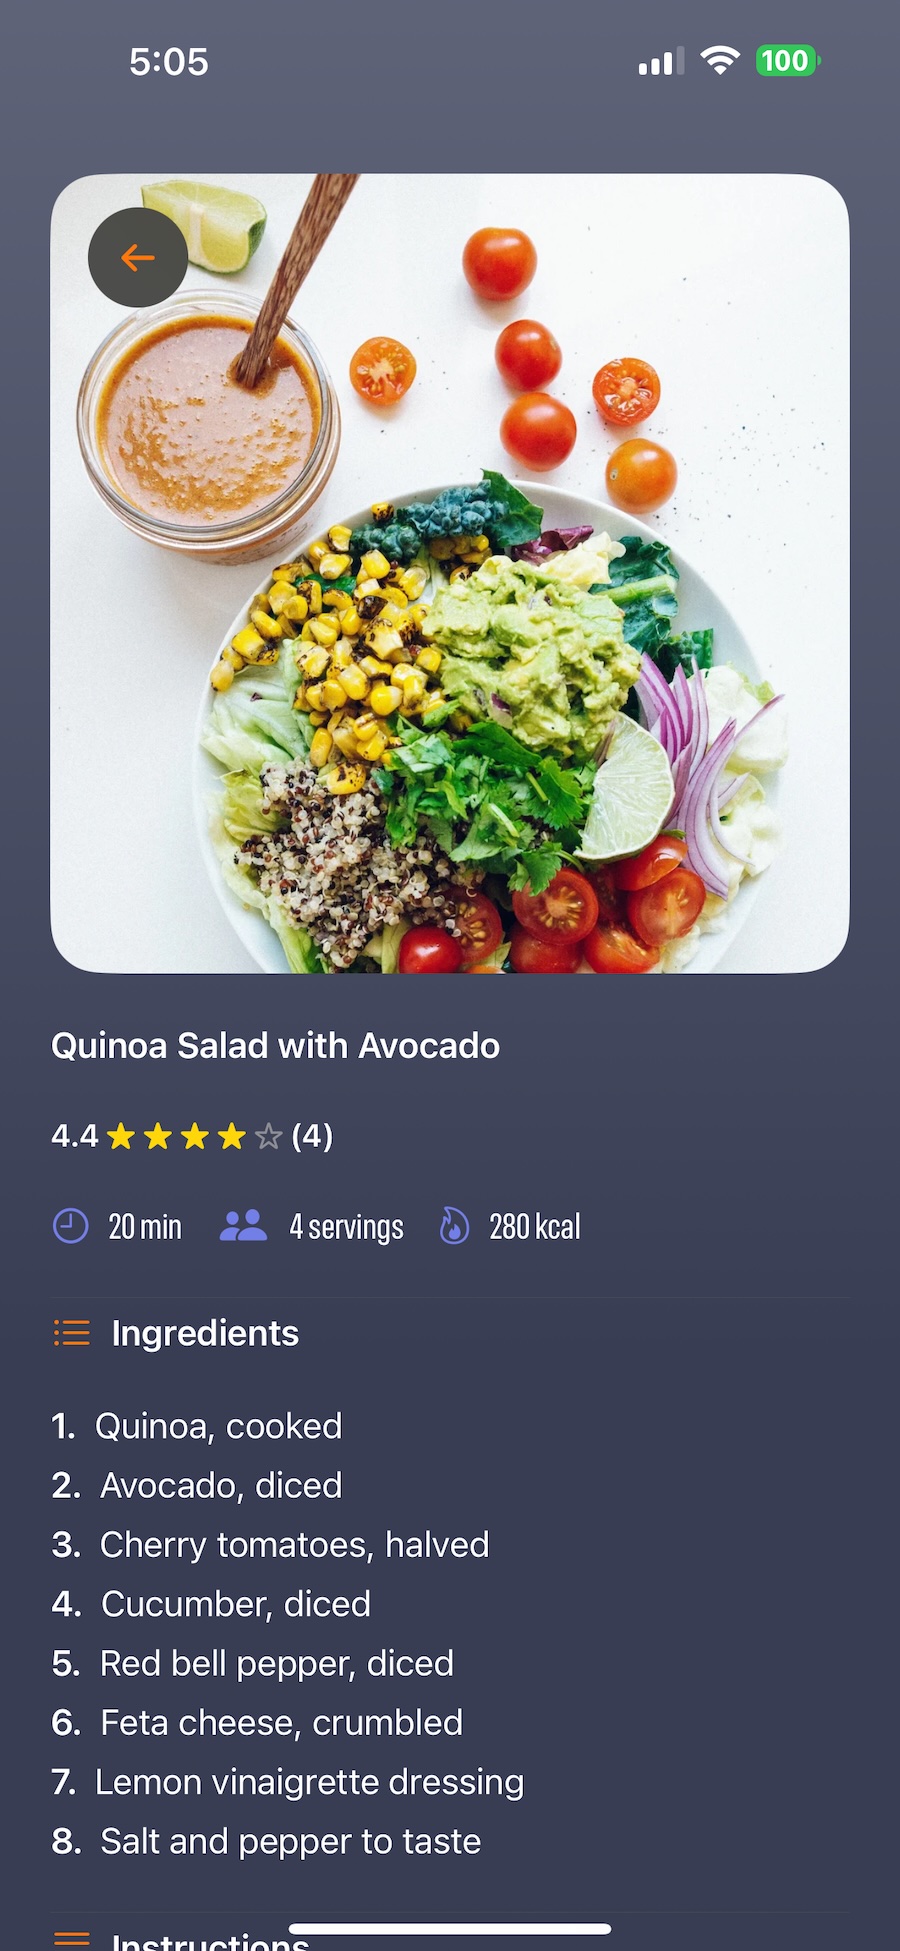 5:05
100
Quinoa Salad with Avocado
4.4 (4)
20 min 4 servings 280 kcal
Ingredients
1. Quinoa, cooked
2. Avocado, diced
3. Cherry tomatoes, halved
4. Cucumber, diced
5. Red bell pepper, diced
6. Feta cheese, crumbled
7. Lemon vinaigrette dressing
8. Salt and pepper to taste
Instructions